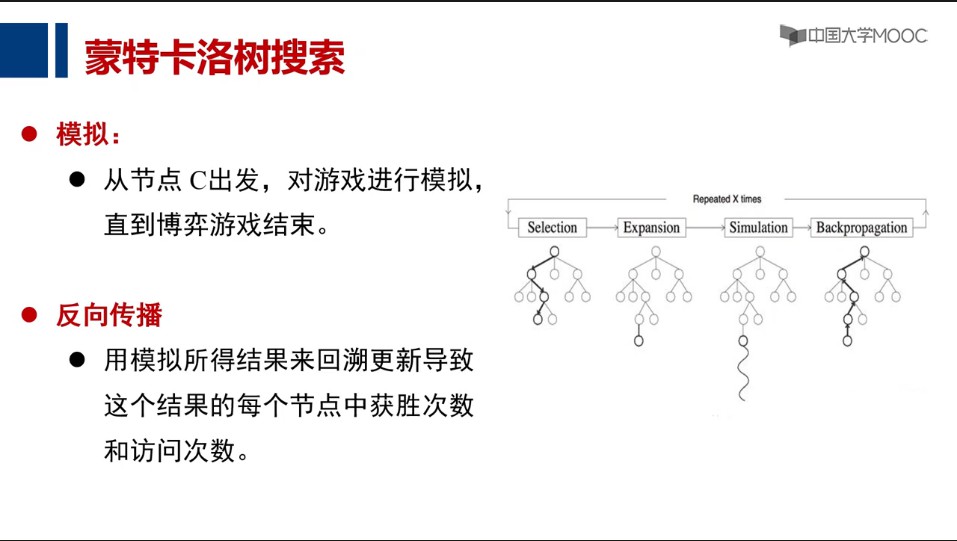 蒙特卡洛树搜索
中国大学MOOC
模拟：
从节点 C出发，对游戏进行模拟，
直到博弈游戏结束。
反向传播
用模拟所得结果来回溯更新导致
这个结果的每个节点中获胜次数
和访问次数。
Repeated X times
Selection
Expansion
Simulation
Backpropagation